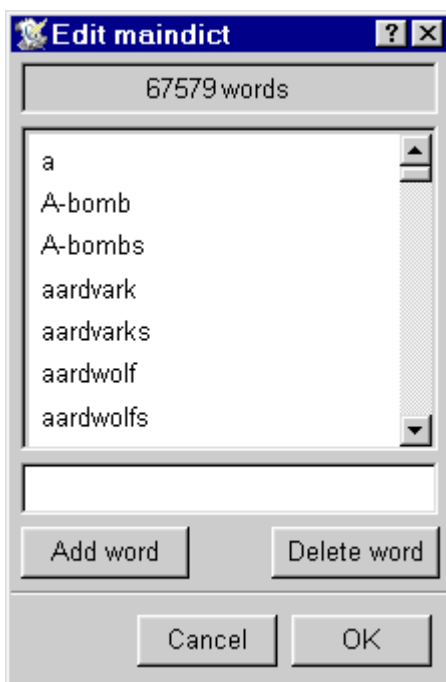 Edit maindict ? ×
67579 words
a
A-bomb
A-bombs
aardvark
aardvarks
aardwolf
aardwolfs
Add word Delete word
Cancel OK